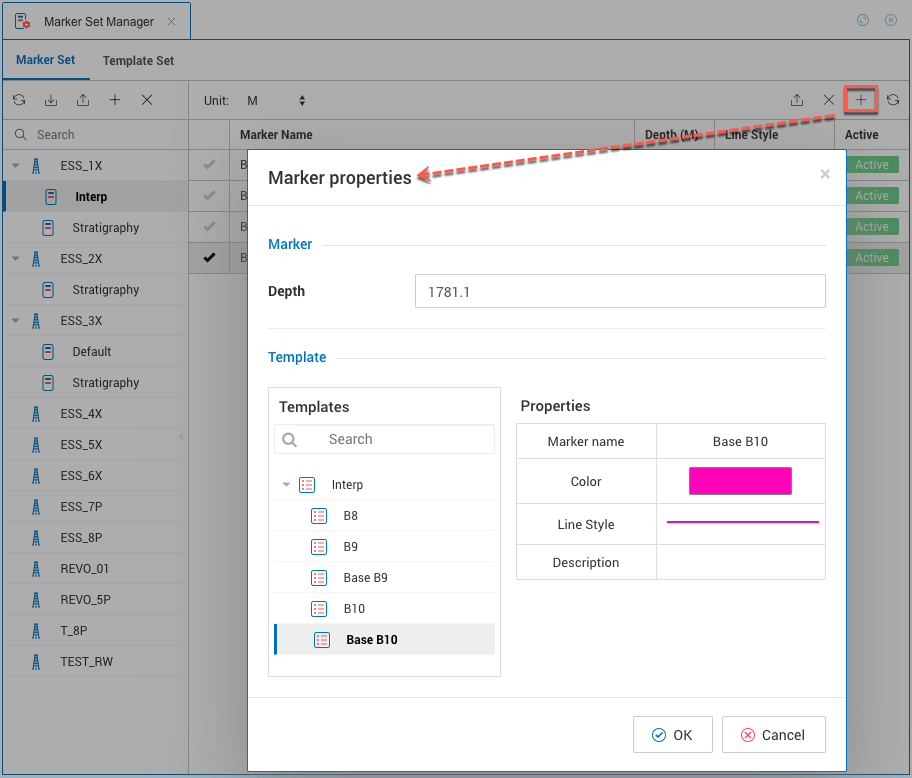 Marker Set Manager
Marker Set Template Set
Unit: M
Search
Marker Name Depth (M) Line Style Active
ESS_1X
Interp
Stratigraphy
ESS_2X
Stratigraphy
ESS_3X
Default
Stratigraphy
ESS_4X
ESS_5X
ESS_6X
ESS_7P
ESS_8P
REVO_01
REVO_5P
T_8P
TEST_RW
B Active
B Active
B Active
B Active
Marker properties
Marker
Depth 1781.1
Template
Templates
Search
Interp
B8
B9
Base B9
B10
Base B10
Properties
Marker name Base B10
Color
Line Style
Description
OK Cancel